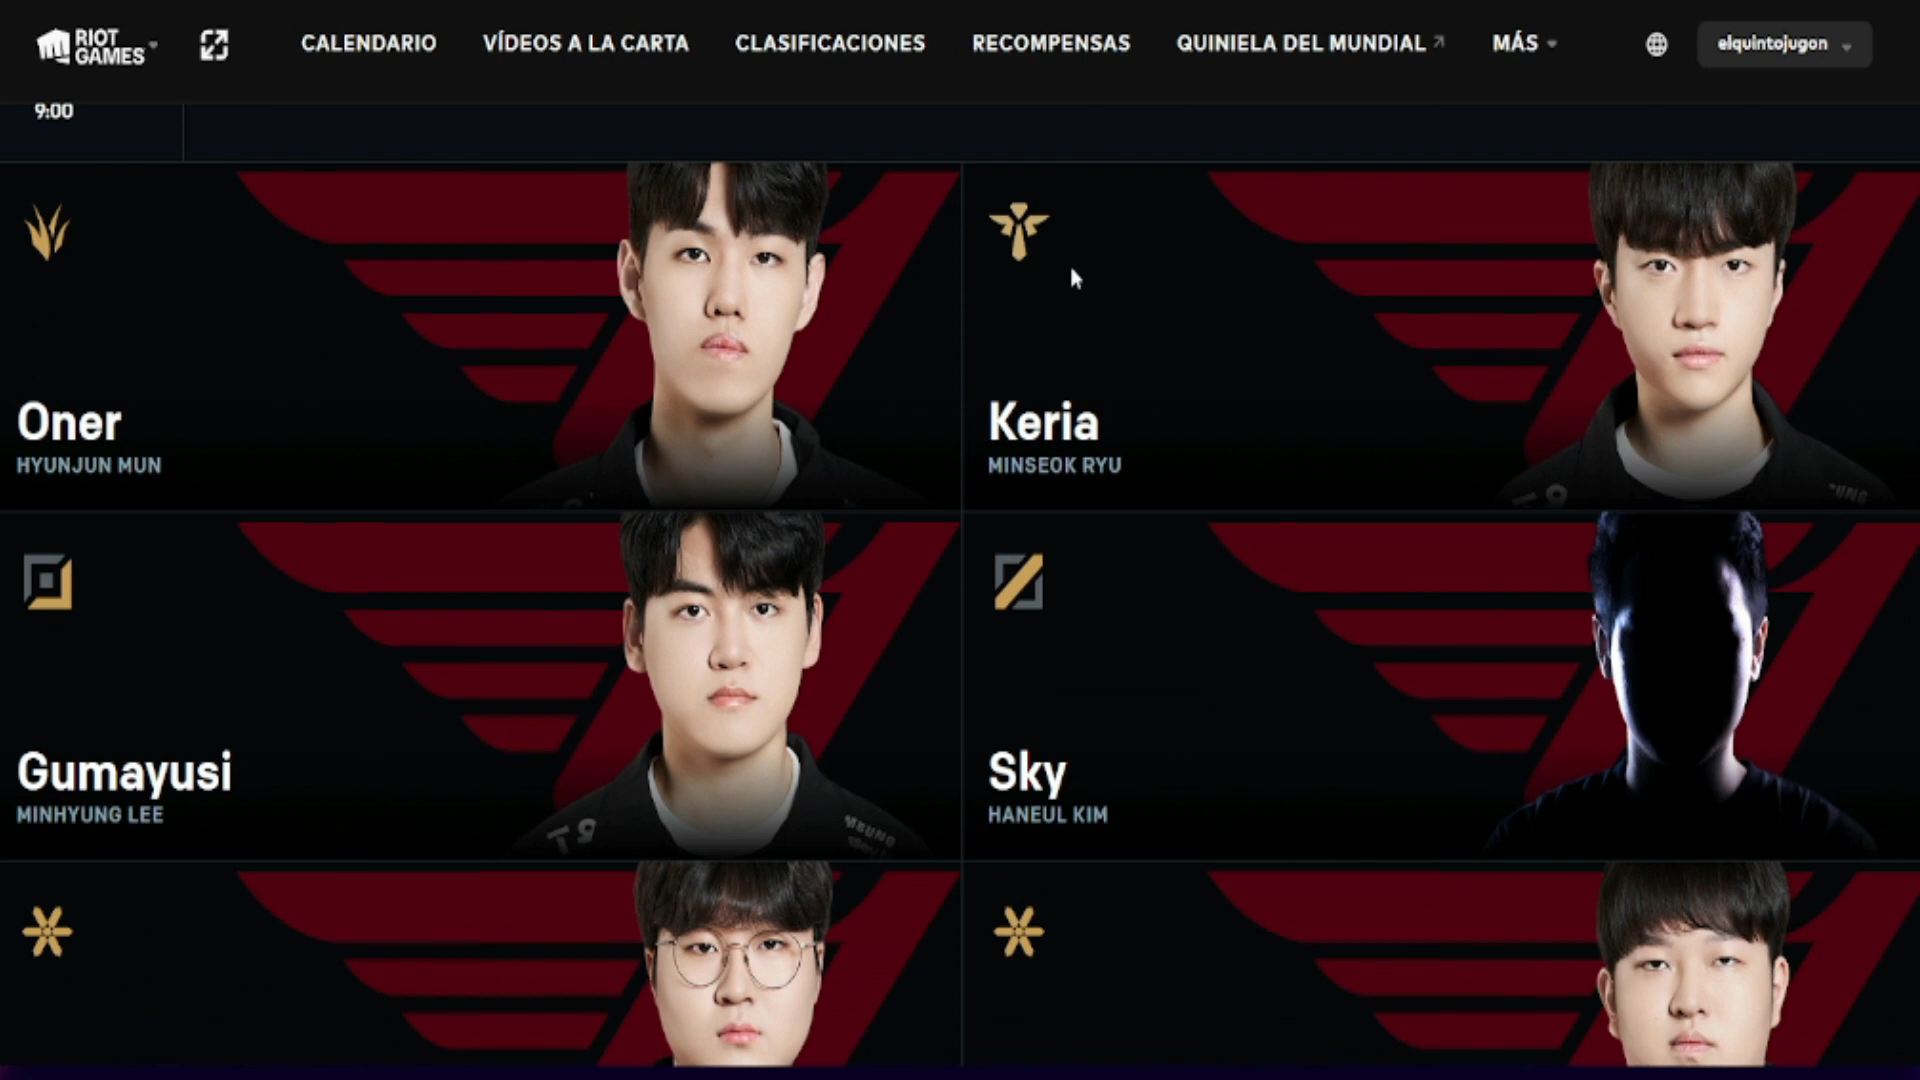 RIOT GAMES
CALENDARIO
VÍDEOS A LA CARTA
CLASIFICACIONES
RECOMPENSAS
QUINIELA DEL MUNDIAL
MÁS
elquintojugon
9:00
Oner
HYUNJUN MUN
Keria
MINSEOK RYU
T
Gumayusi
MINHYUNG LEE
T
Sky
HANEUL KIM